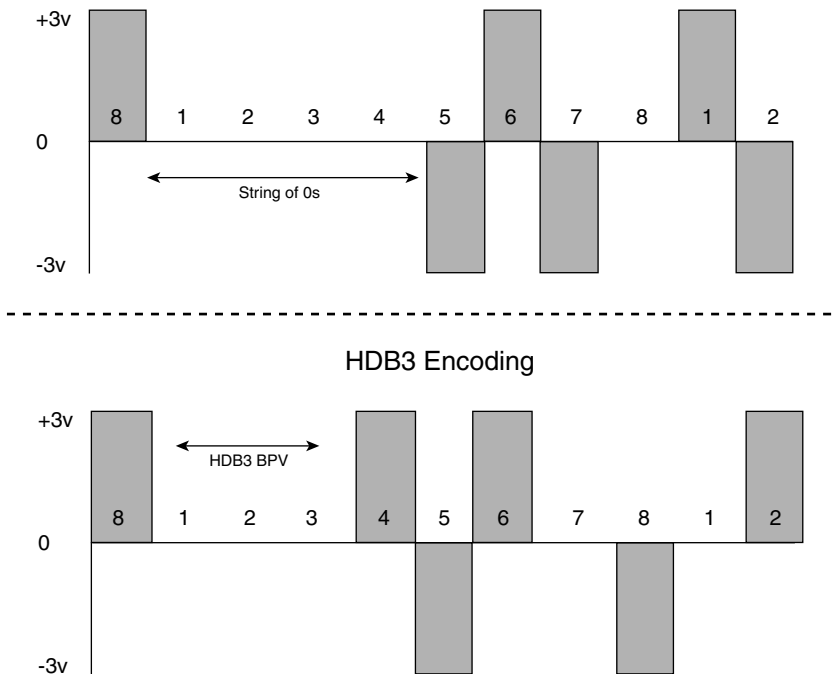 +3v
8 1 2 3 4 5 6 7 8 1 2
0
String of 0s
-3v
HDB3 Encoding
+3v
HDB3 BPV
8 1 2 3 4 5 6 7 8 1 2
0
-3v